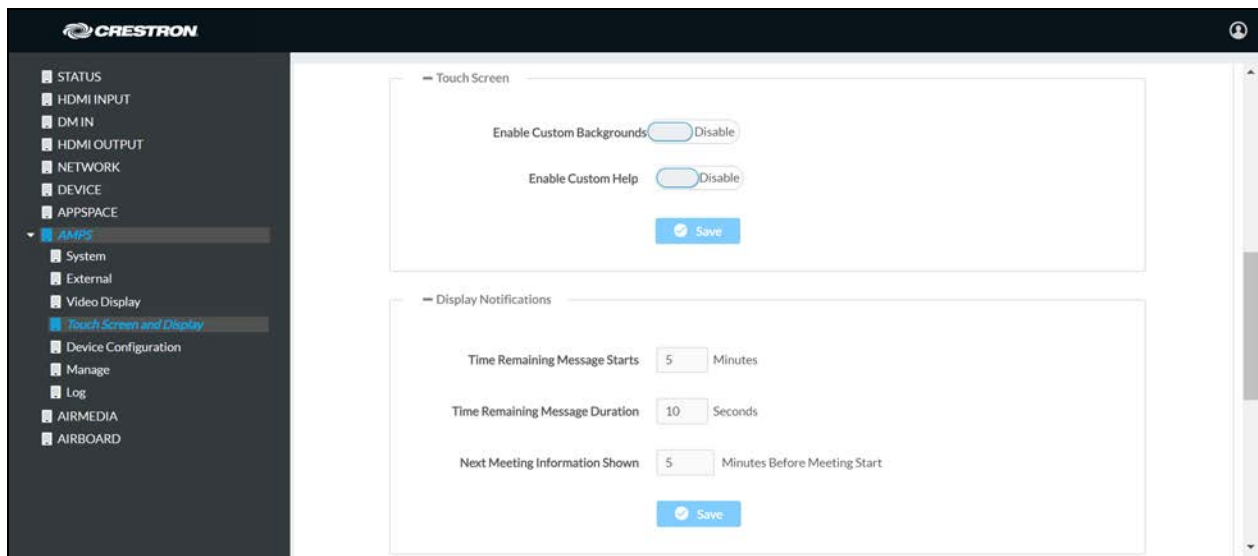 CRESTRON
STATUS
HDMI INPUT
DM IN
HDMI OUTPUT
NETWORK
DEVICE
APPSPACE
AMPS
System
External
Video Display
Touch Screen and Display
Device Configuration
Manage
Log
AIRMEDIA
AIRBOARD
Touch Screen
Enable Custom Backgrounds Disable
Enable Custom Help Disable
Save
Display Notifications
Time Remaining Message Starts 5 Minutes
Time Remaining Message Duration 10 Seconds
Next Meeting Information Shown 5 Minutes Before Meeting Start
Save